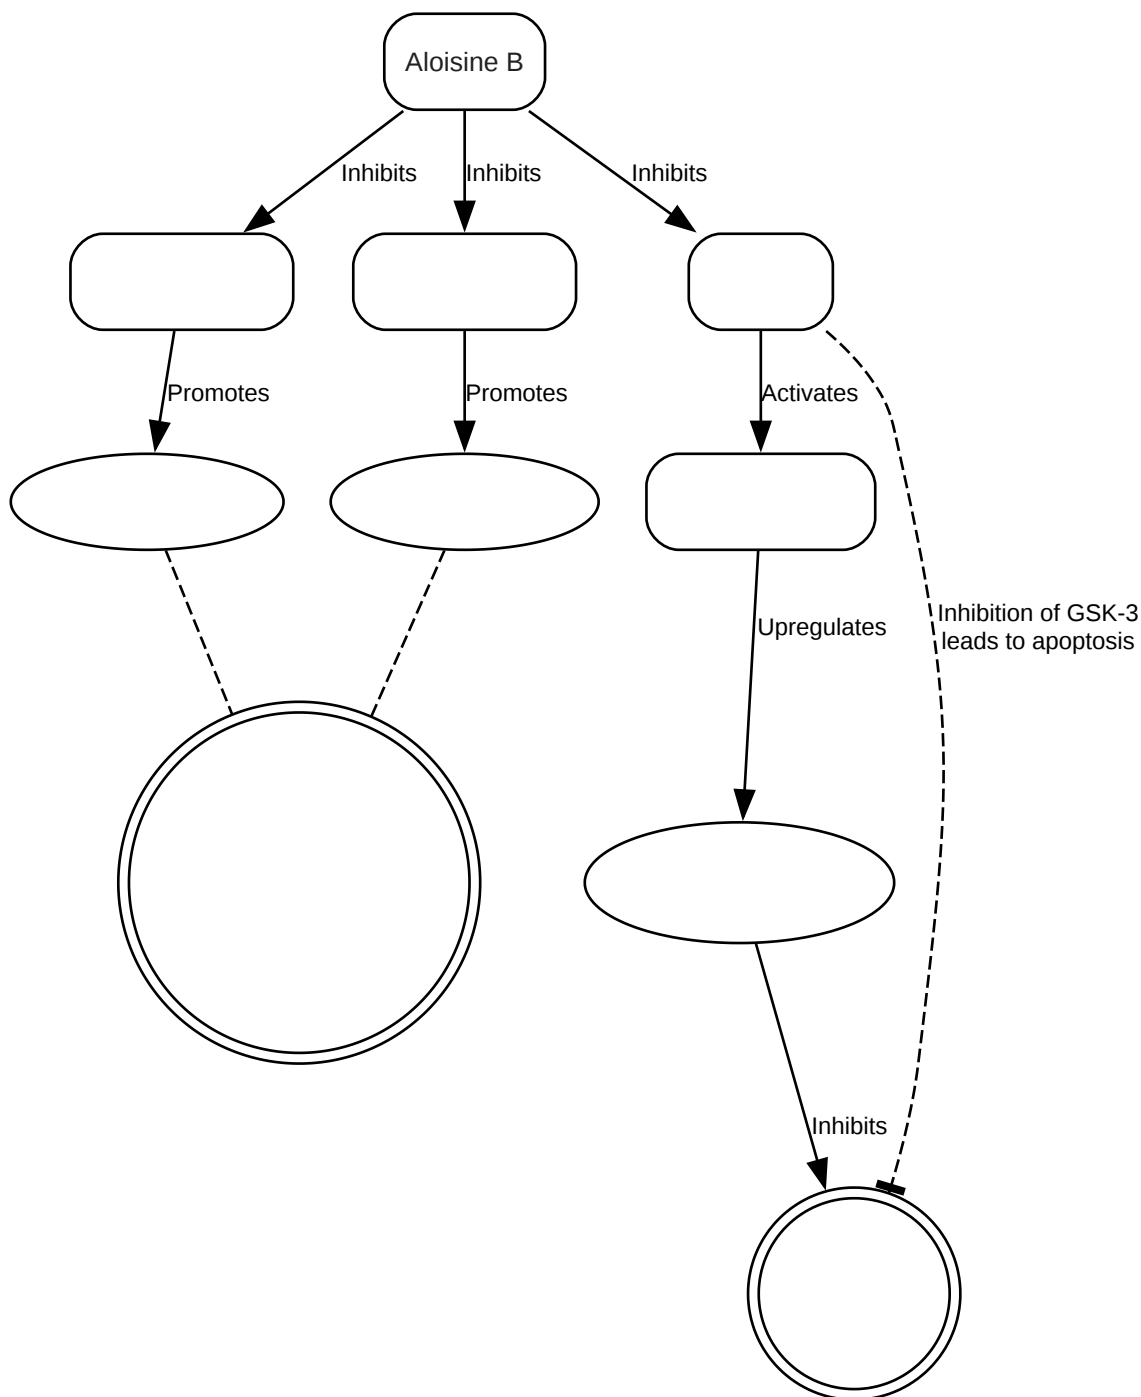 Aloisine B
Inhibits
Inhibits
Inhibits
Promotes
Promotes
Activates
Inhibition of GSK-3
leads to apoptosis
Upregulates
Inhibits